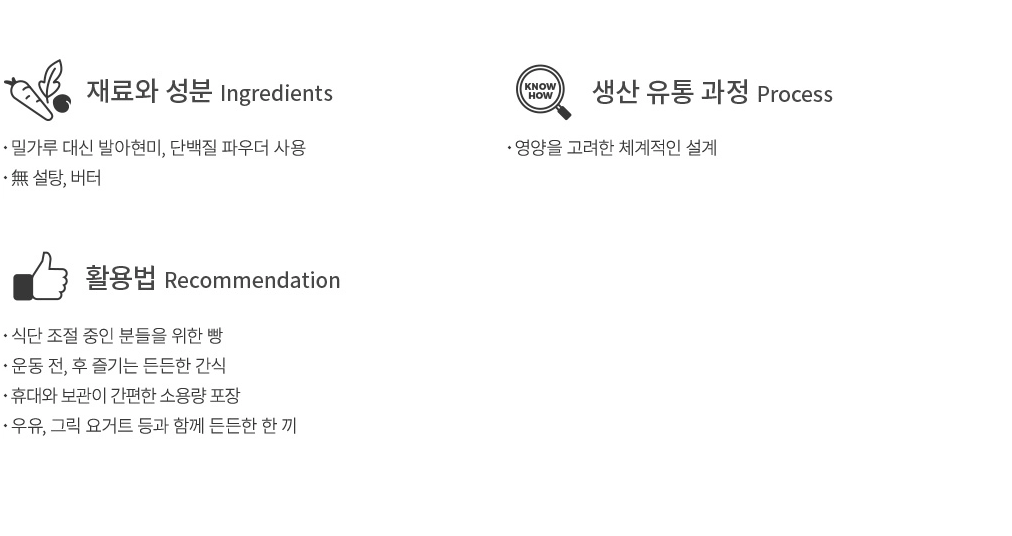 재료와 성분 Ingredients
· 밀가루 대신 발아현미, 단백질 파우더 사용
· 無 설탕, 버터
KNOW
HOW
생산 유통 과정 Process
· 영양을 고려한 체계적인 설계
활용법 Recommendation
· 식단 조절 중인 분들을 위한 빵
· 운동 전, 후 즐기는 든든한 간식
· 휴대와 보관이 간편한 소용량 포장
· 우유, 그릭 요거트 등과 함께 든든한 한 끼